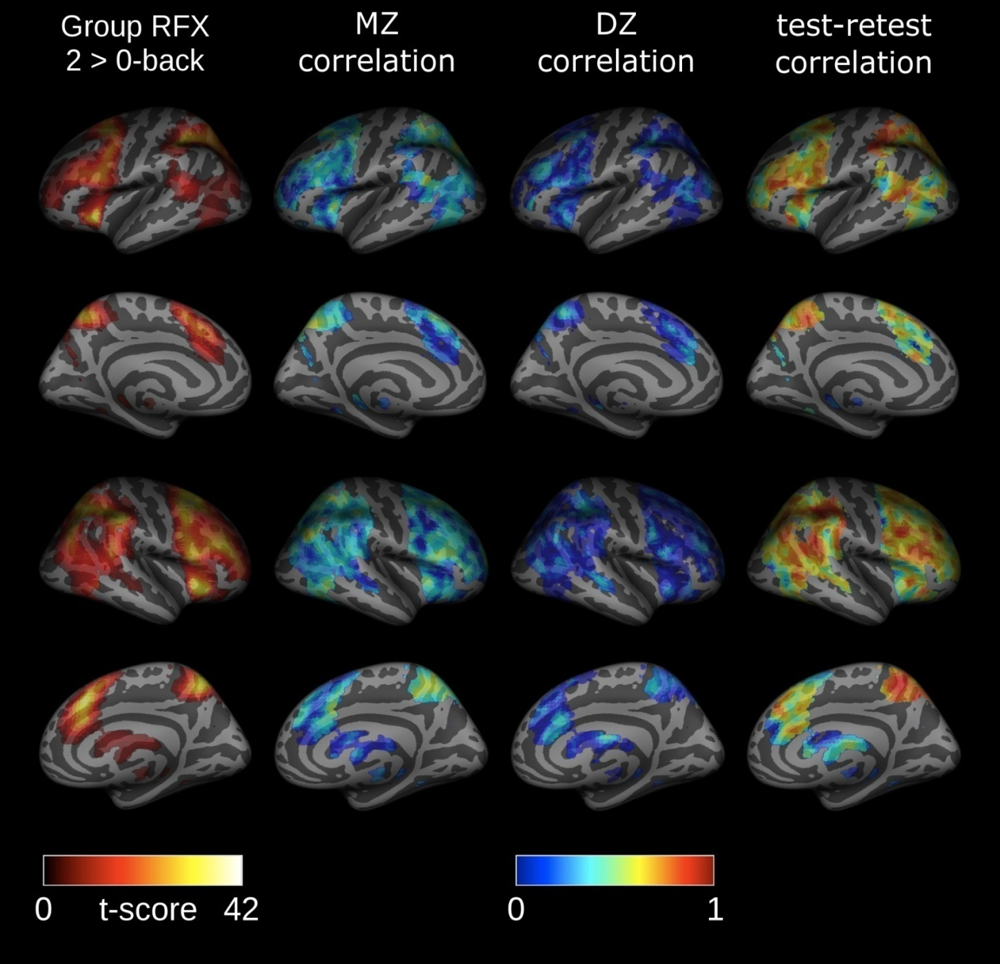 Group RFX
2 > 0-back
MZ
correlation
DZ
correlation
test-retest
correlation
0 t-score 42
0 1